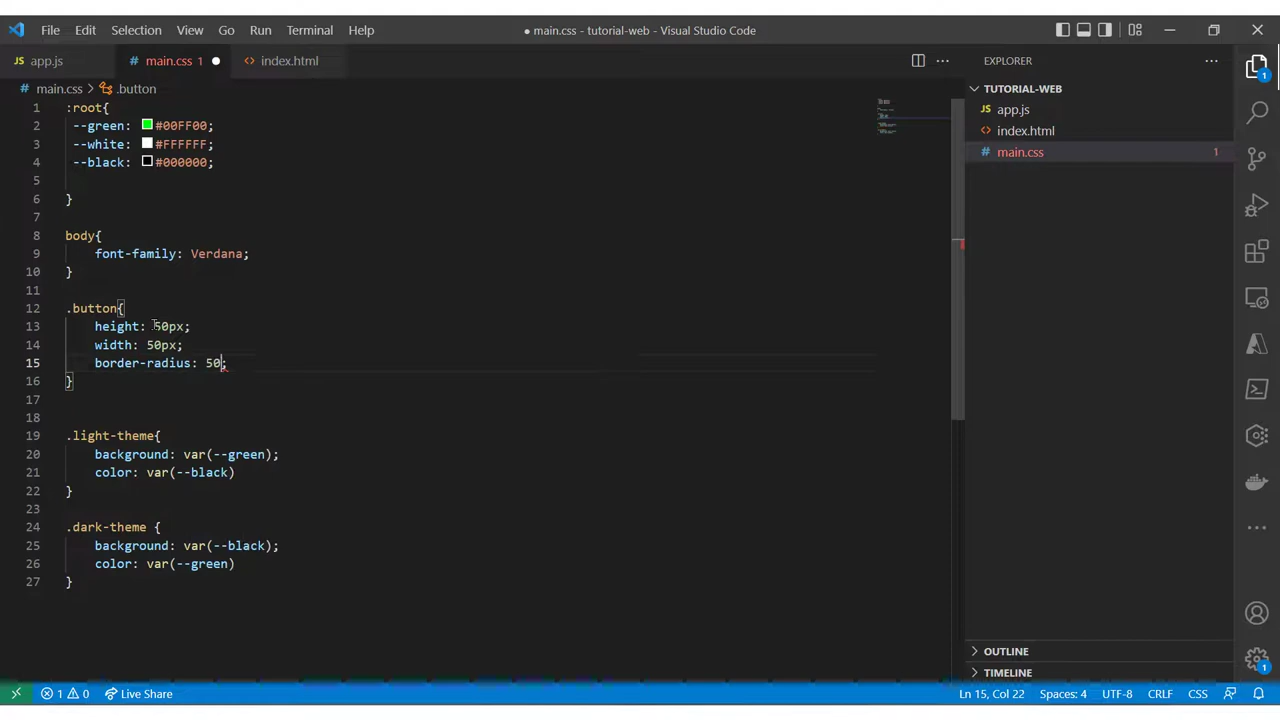 File Edit Selection View Go Run Terminal Help ● main.css - tutorial-web - Visual Studio Code
app.js main.css 1 index.html EXPLORER
main.css > .button
TUTORIAL-WEB
app.js
index.html
main.css 1
1 :root{
2 --green: #00FF00;
3 --white: #FFFFFF;
4 --black: #000000;
5
6 }
7
8 body{
9 font-family: Verdana;
10 }
11
12 .button{
13 height: 50px;
14 width: 50px;
15 border-radius: 50;
16 }
17
18
19 .light-theme{
20 background: var(--green);
21 color: var(--black)
22 }
23
24 .dark-theme {
25 background: var(--black);
26 color: var(--green)
27 }
1
1
OUTLINE
TIMELINE
1 0 Live Share Ln 15, Col 22 Spaces: 4 UTF-8 CRLF CSS